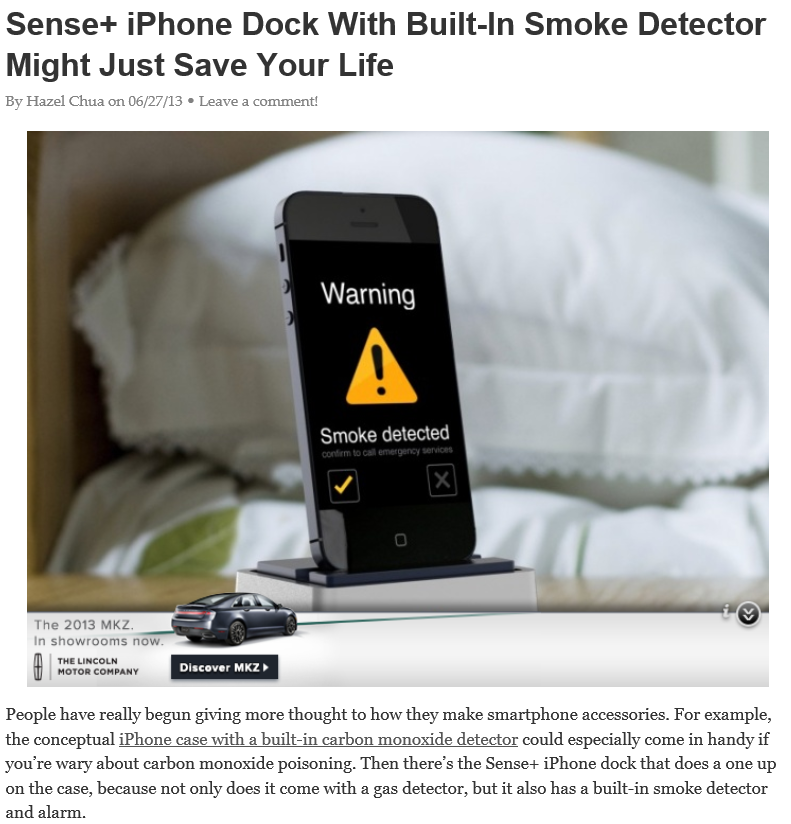 Sense+ iPhone Dock With Built-In Smoke Detector
Might Just Save Your Life
By Hazel Chua on 06/27/13 • Leave a comment!
Warning
Smoke detected
confirm to call emergency services
The 2013 MKZ.
In showrooms now.
THE LINCOLN
MOTOR COMPANY
Discover MKZ
i
People have really begun giving more thought to how they make smartphone accessories. For example,
the conceptual iPhone case with a built-in carbon monoxide detector could especially come in handy if
you’re wary about carbon monoxide poisoning. Then there’s the Sense+ iPhone dock that does a one up
on the case, because not only does it come with a gas detector, but it also has a built-in smoke detector
and alarm.